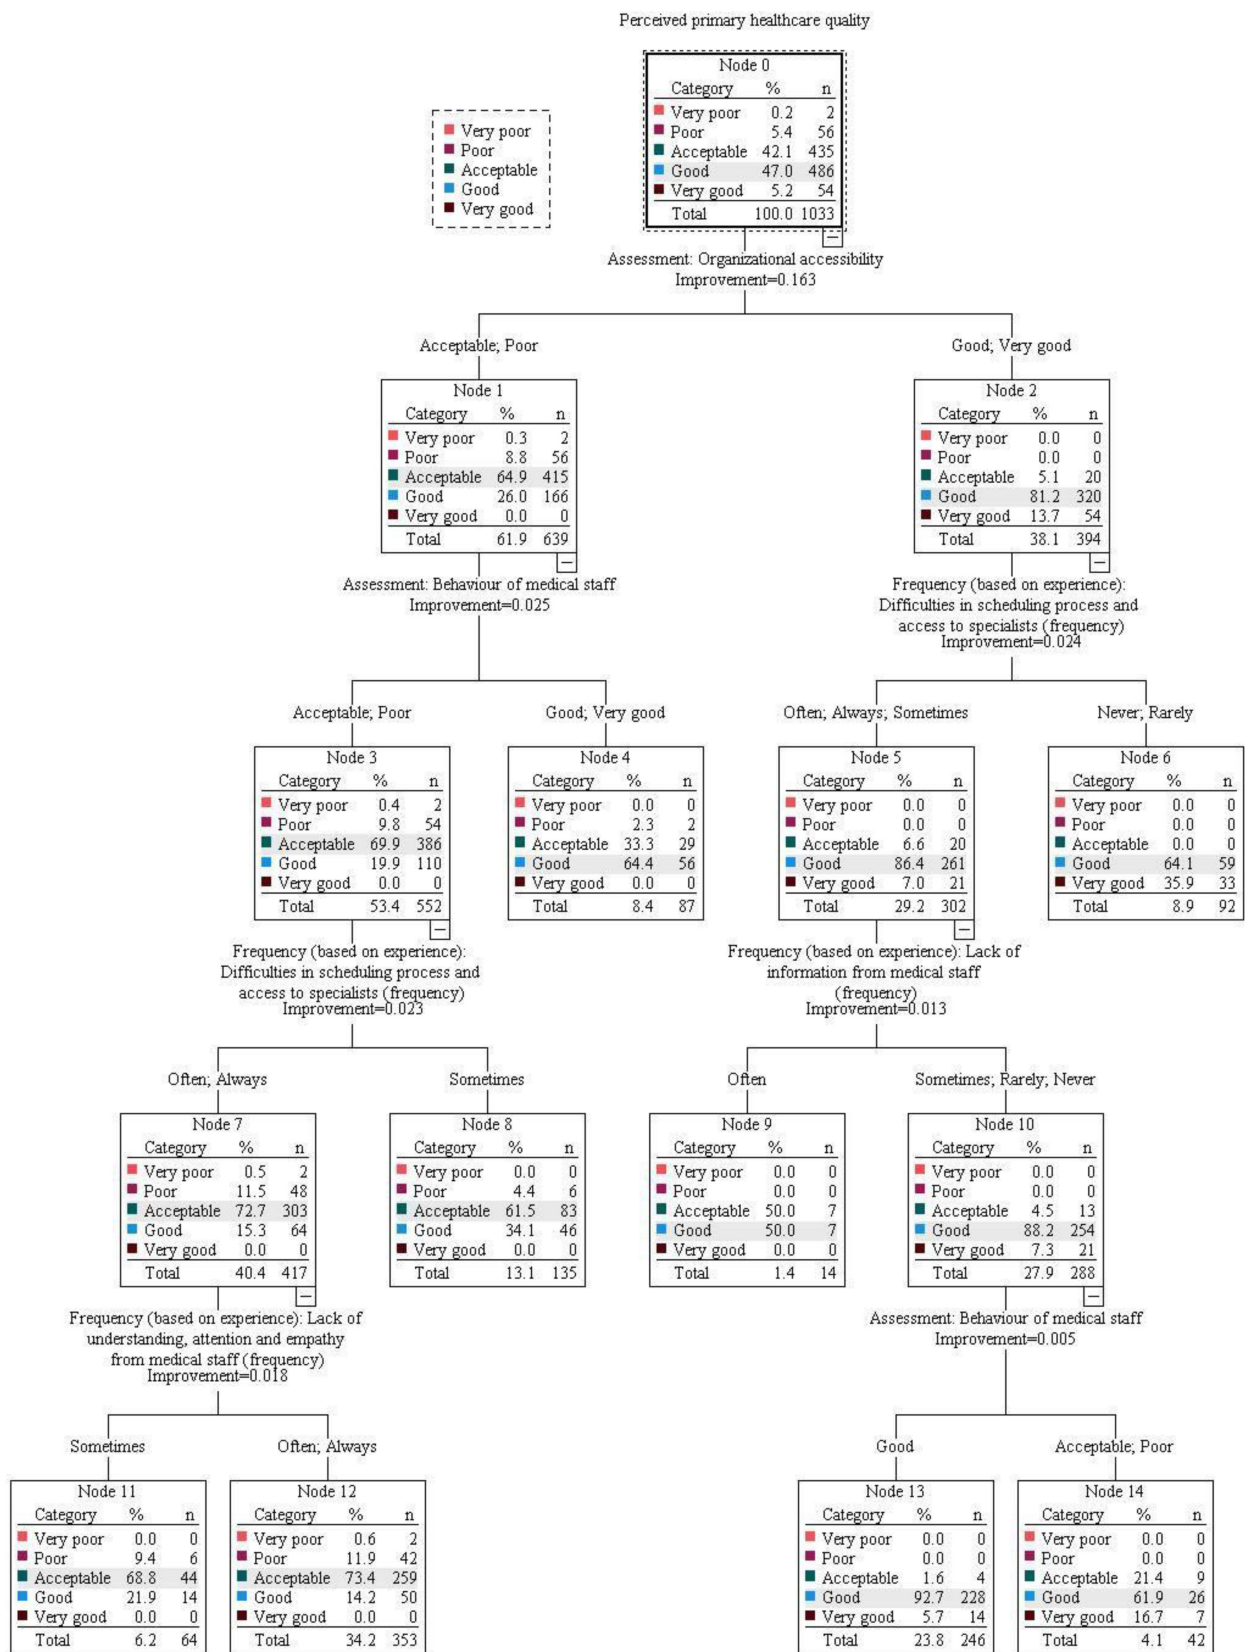 Perceived primary healthcare quality
Node 0
Category % n
Very poor 0.2 2
Poor 5.4 56
Acceptable 42.1 435
Good 47.0 486
Very good 5.2 54
Total 100.0 1033
Very poor
Poor
Acceptable
Good
Very good
Assessment: Organizational accessibility
Improvement=0.163
Acceptable; Poor
Good; Very good
Node 1
Category % n
Very poor 0.3 2
Poor 8.8 56
Acceptable 64.9 415
Good 26.0 166
Very good 0.0 0
Total 61.9 639
Node 2
Category % n
Very poor 0.0 0
Poor 0.0 0
Acceptable 5.1 20
Good 81.2 320
Very good 13.7 54
Total 38.1 394
Assessment: Behaviour of medical staff
Improvement=0.025
Frequency (based on experience):
Difficulties in scheduling process and
access to specialists (frequency)
Improvement=0.024
Acceptable; Poor
Good; Very good
Often; Always; Sometimes
Never; Rarely
Node 3
Category % n
Very poor 0.4 2
Poor 9.8 54
Acceptable 69.9 386
Good 19.9 110
Very good 0.0 0
Total 53.4 552
Node 4
Category % n
Very poor 0.0 0
Poor 2.3 2
Acceptable 33.3 29
Good 64.4 56
Very good 0.0 0
Total 8.4 87
Node 5
Category % n
Very poor 0.0 0
Poor 0.0 0
Acceptable 6.6 20
Good 86.4 261
Very good 7.0 21
Total 29.2 302
Node 6
Category % n
Very poor 0.0 0
Poor 0.0 0
Acceptable 0.0 0
Good 64.1 59
Very good 35.9 33
Total 8.9 92
Frequency (based on experience):
Difficulties in scheduling process and
access to specialists (frequency)
Improvement=0.023
Frequency (based on experience): Lack of
information from medical staff
(frequency)
Improvement=0.013
Often; Always
Sometimes
Often
Sometimes; Rarely; Never
Node 7
Category % n
Very poor 0.5 2
Poor 11.5 48
Acceptable 72.7 303
Good 15.3 64
Very good 0.0 0
Total 40.4 417
Node 8
Category % n
Very poor 0.0 0
Poor 4.4 6
Acceptable 61.5 83
Good 34.1 46
Very good 0.0 0
Total 13.1 135
Node 9
Category % n
Very poor 0.0 0
Poor 0.0 0
Acceptable 50.0 7
Good 50.0 7
Very good 0.0 0
Total 1.4 14
Node 10
Category % n
Very poor 0.0 0
Poor 0.0 0
Acceptable 4.5 13
Good 88.2 254
Very good 7.3 21
Total 27.9 288
Frequency (based on experience): Lack of
understanding, attention and empathy
from medical staff (frequency)
Improvement=0.018
Assessment: Behaviour of medical staff
Improvement=0.005
Sometimes
Often; Always
Good
Acceptable; Poor
Node 11
Category % n
Very poor 0.0 0
Poor 9.4 6
Acceptable 68.8 44
Good 21.9 14
Very good 0.0 0
Total 6.2 64
Node 12
Category % n
Very poor 0.6 2
Poor 11.9 42
Acceptable 73.4 259
Good 14.2 50
Very good 0.0 0
Total 34.2 353
Node 13
Category % n
Very poor 0.0 0
Poor 0.0 0
Acceptable 1.6 4
Good 92.7 228
Very good 5.7 14
Total 23.8 246
Node 14
Category % n
Very poor 0.0 0
Poor 0.0 0
Acceptable 21.4 9
Good 61.9 26
Very good 16.7 7
Total 4.1 42